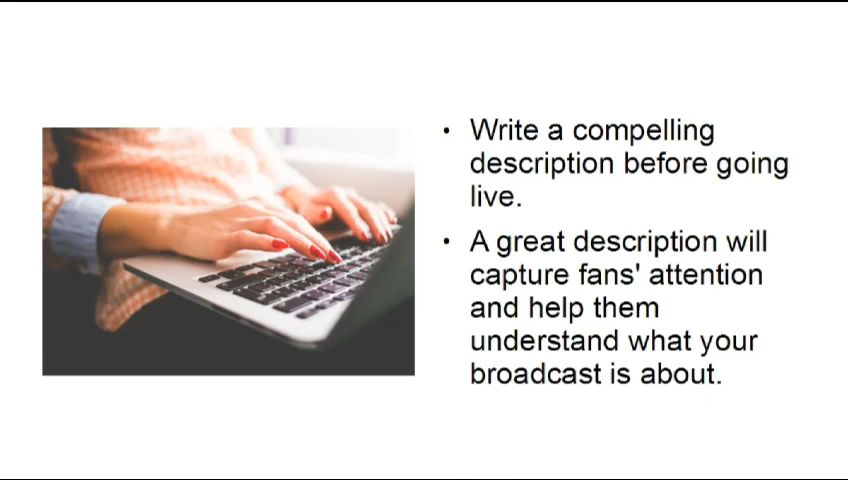 • Write a compelling
description before going
live.
• A great description will
capture fans' attention
and help them
understand what your
broadcast is about.